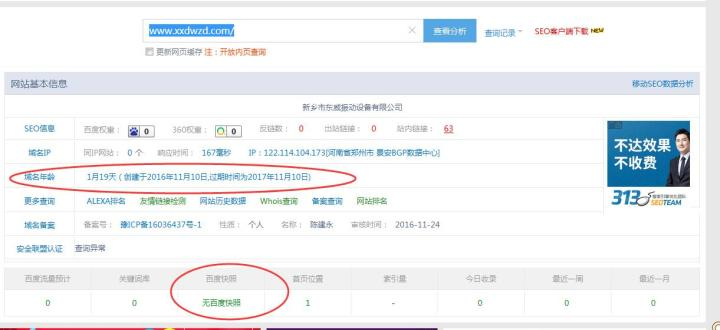 www.xxdwzd.com/ × 查看分析 查询记录 SEO客户端下载 NEW
更新网页缓存 注：开放内页查询
网站基本信息 移动SEO数据分析
新乡市东威振动设备有限公司
SEO信息 百度权重： 0 360权重： 0 反链数： 0 出站链接： 0 站内链接： 63
域名IP 同IP网站： 0 个 响应时间： 167毫秒 IP：122.114.104.173[河南省郑州市 景安BGP数据中心]
域名年龄 1月19天（创建于2016年11月10日,过期时间为2017年11月10日)
更多查询 ALEXA排名 友情链接检测 网站历史数据 Whois查询 备案查询 网站排名
域名备案 备案号： 豫ICP备16036437号-1 性质： 个人 名称： 陈建永 审核时间： 2016-11-24
安全联盟认证 查询异常
不达效果
不收费
313 SEOTEAM
百度流量预计 关键词库 百度快照 首页位置 索引量 今日收录 最近一周 最近一月
0 0 无百度快照 1 - 0 0 0